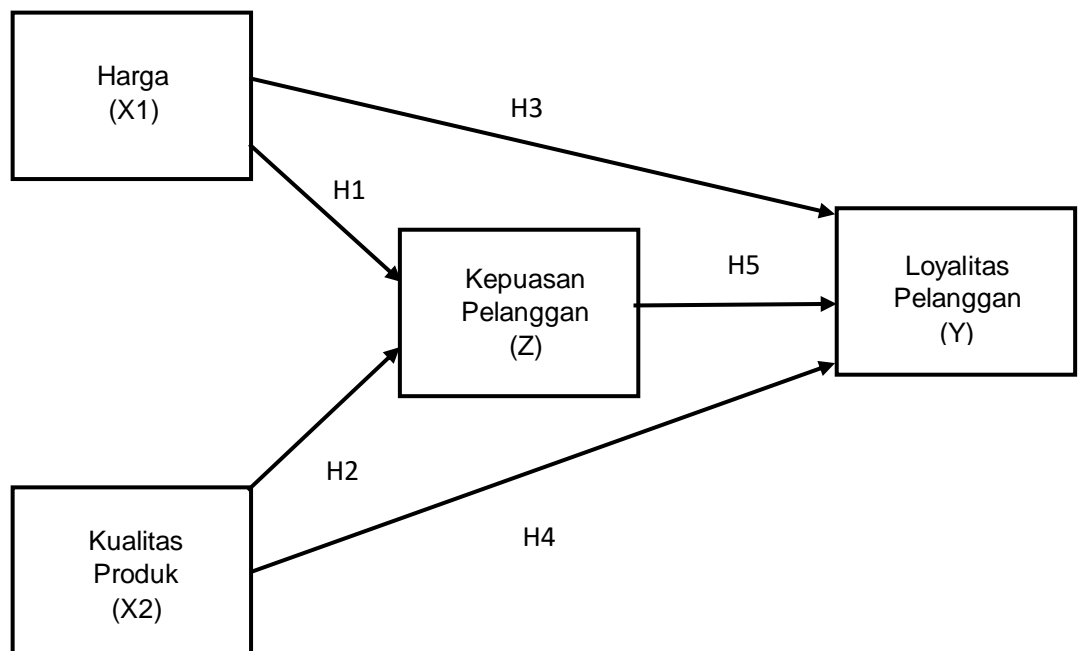 Harga
(X1)
H3
H1
Kepuasan
Pelanggan
(Z)
H5
Loyalitas
Pelanggan
(Y)
H2
Kualitas
Produk
(X2)
H4